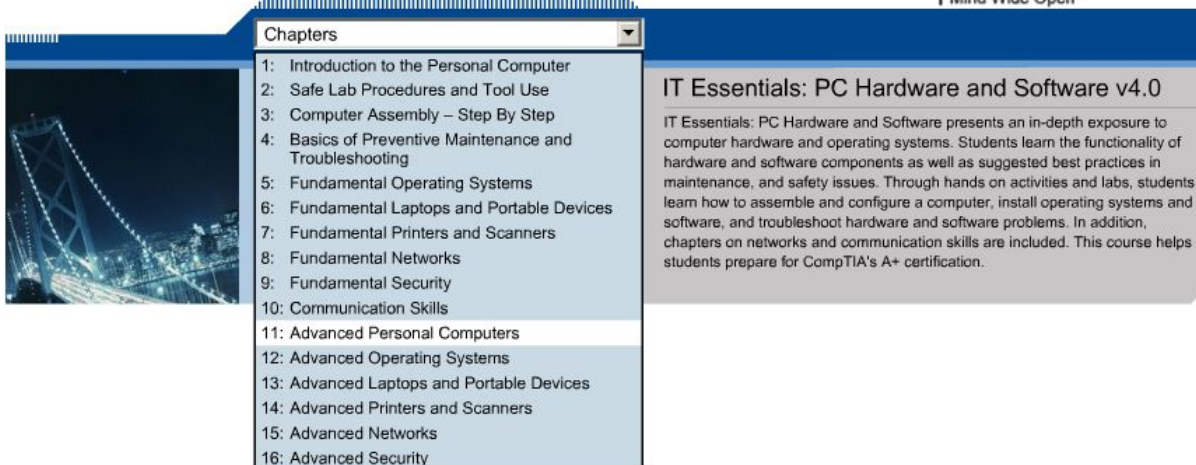 Mind Wide Open
Chapters
1: Introduction to the Personal Computer
2: Safe Lab Procedures and Tool Use
3: Computer Assembly – Step By Step
4: Basics of Preventive Maintenance and
Troubleshooting
5: Fundamental Operating Systems
6: Fundamental Laptops and Portable Devices
7: Fundamental Printers and Scanners
8: Fundamental Networks
9: Fundamental Security
10: Communication Skills
11: Advanced Personal Computers
12: Advanced Operating Systems
13: Advanced Laptops and Portable Devices
14: Advanced Printers and Scanners
15: Advanced Networks
16: Advanced Security
IT Essentials: PC Hardware and Software v4.0
IT Essentials: PC Hardware and Software presents an in-depth exposure to
computer hardware and operating systems. Students learn the functionality of
hardware and software components as well as suggested best practices in
maintenance, and safety issues. Through hands on activities and labs, students
learn how to assemble and configure a computer, install operating systems and
software, and troubleshoot hardware and software problems. In addition,
chapters on networks and communication skills are included. This course helps
students prepare for CompTIA's A+ certification.